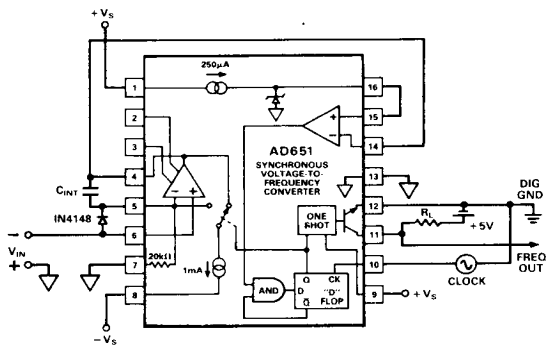 +VS
250μA
1
16
2
15
+
−
AD651
SYNCHRONOUS
VOLTAGE-TO-
FREQUENCY
CONVERTER
3
14
4
13
DIG
GND
CINT
− +
5
12
ONE
SHOT
RL
+5V
IN4148
−
6
11
FREQ
OUT
VIN
+
20kΩ
7
10
CLOCK
1mA
AND
D
Q
CK
"D"
Q̅
FLOP
8
9
+VS
−VS